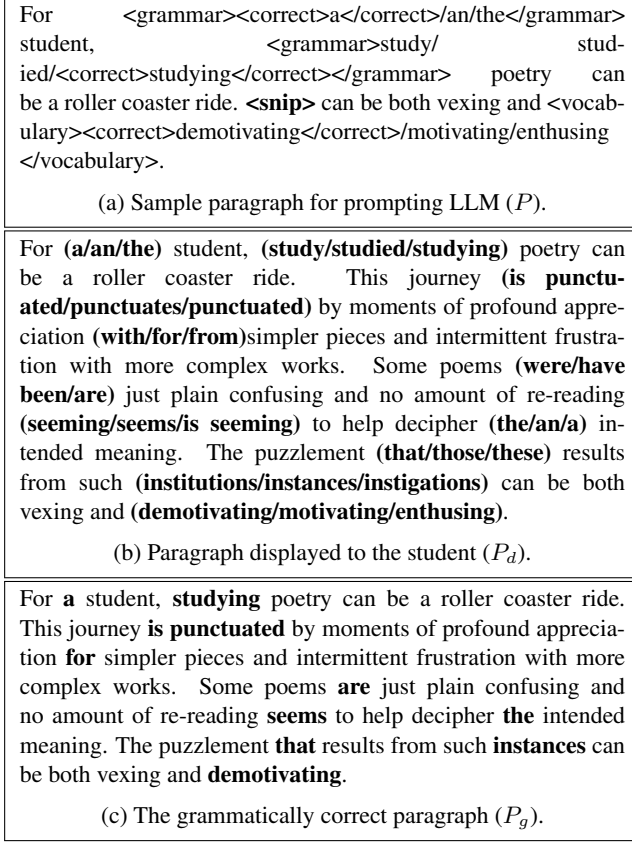 For <grammar><correct>a</correct>/an/the</grammar>
student, <grammar>study/ stud-
ied/<correct>studying</correct></grammar> poetry can
be a roller coaster ride. <snip> can be both vexing and <vocab-
ulary><correct>demotivating</correct>/motivating/enthusing
</vocabulary>.
(a) Sample paragraph for prompting LLM (P).
For (a/an/the) student, (study/studied/studying) poetry can
be a roller coaster ride. This journey (is punctu-
ated/punctuates/punctuated) by moments of profound appre-
ciation (with/for/from)simpler pieces and intermittent frustra-
tion with more complex works. Some poems (were/have
been/are) just plain confusing and no amount of re-reading
(seeming/seems/is seeming) to help decipher (the/an/a) in-
tended meaning. The puzzlement (that/those/these) results
from such (institutions/instances/instigations) can be both
vexing and (demotivating/motivating/enthusing).
(b) Paragraph displayed to the student (P_d).
For a student, studying poetry can be a roller coaster ride.
This journey is punctuated by moments of profound apprecia-
tion for simpler pieces and intermittent frustration with more
complex works. Some poems are just plain confusing and
no amount of re-reading seems to help decipher the intended
meaning. The puzzlement that results from such instances can
be both vexing and demotivating.
(c) The grammatically correct paragraph (P_g).